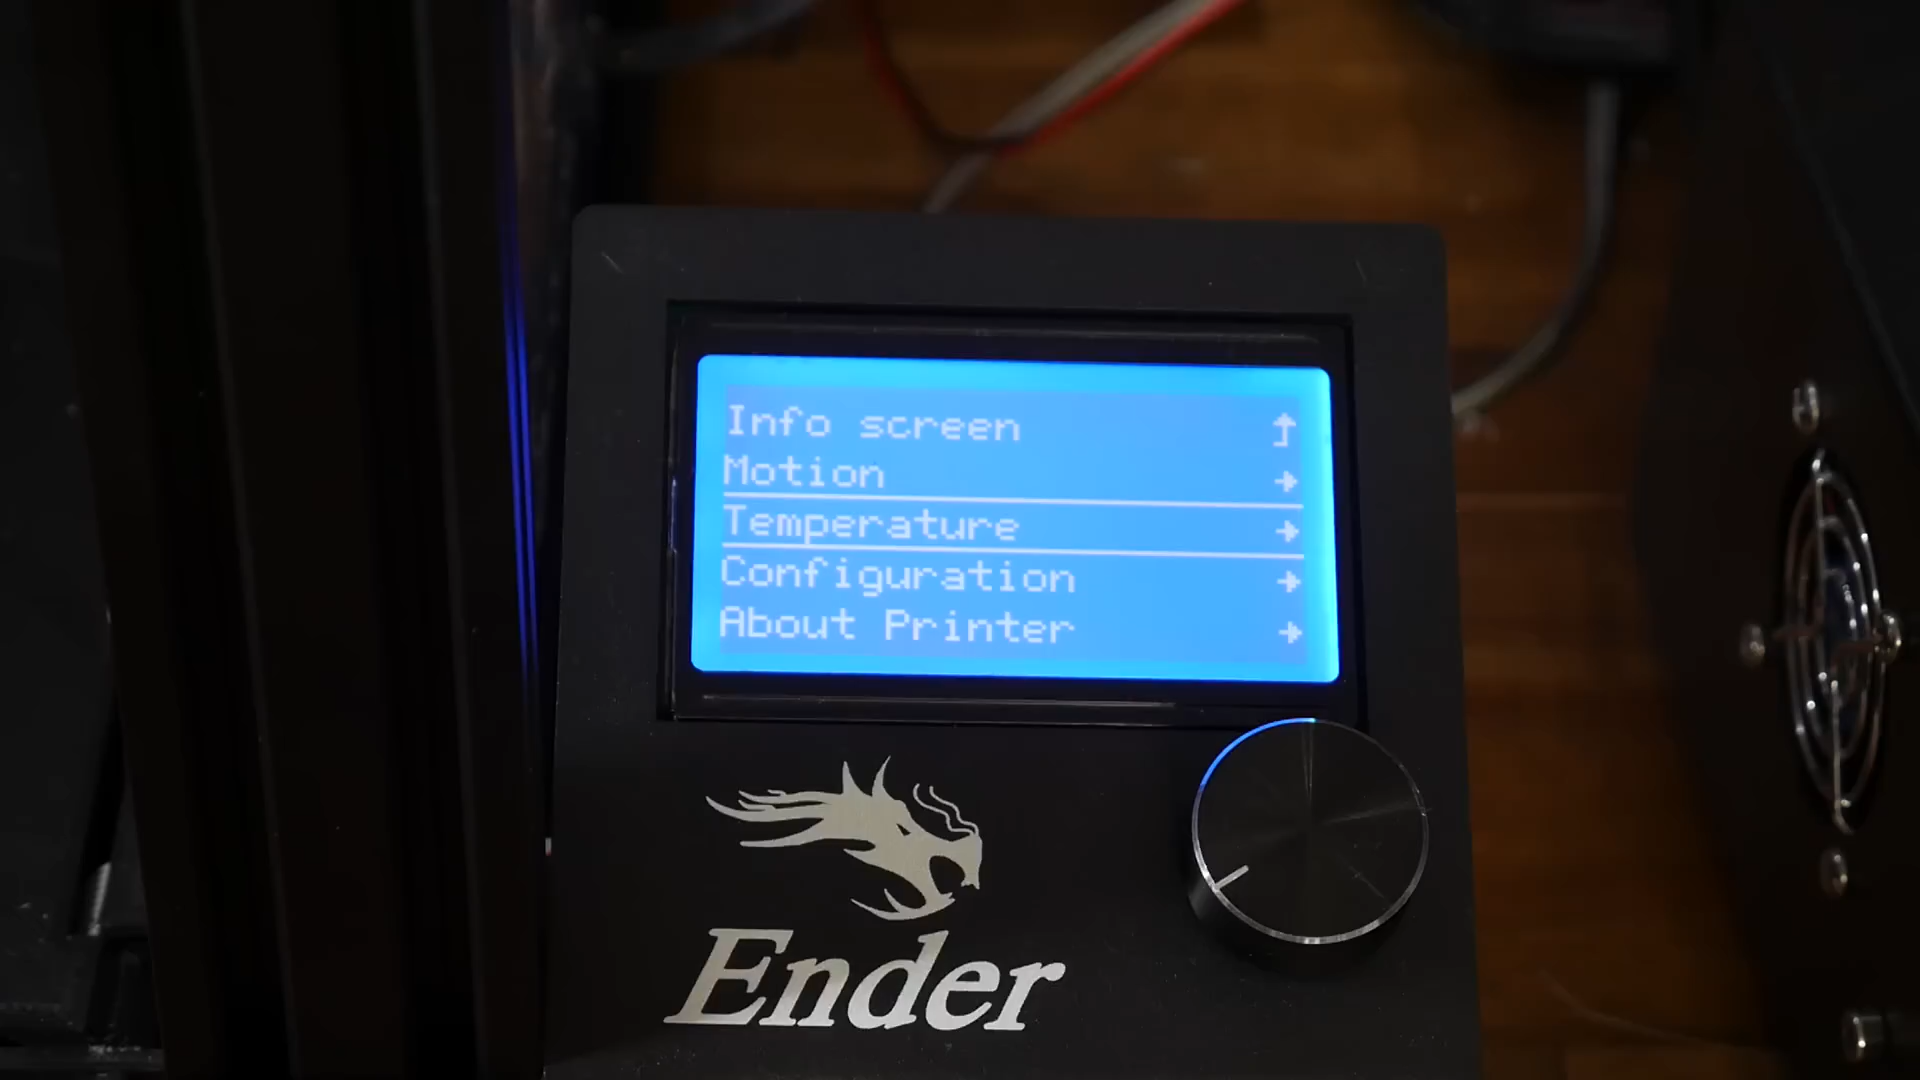 Info screen
Motion
Temperature
Configuration
About Printer
Ender